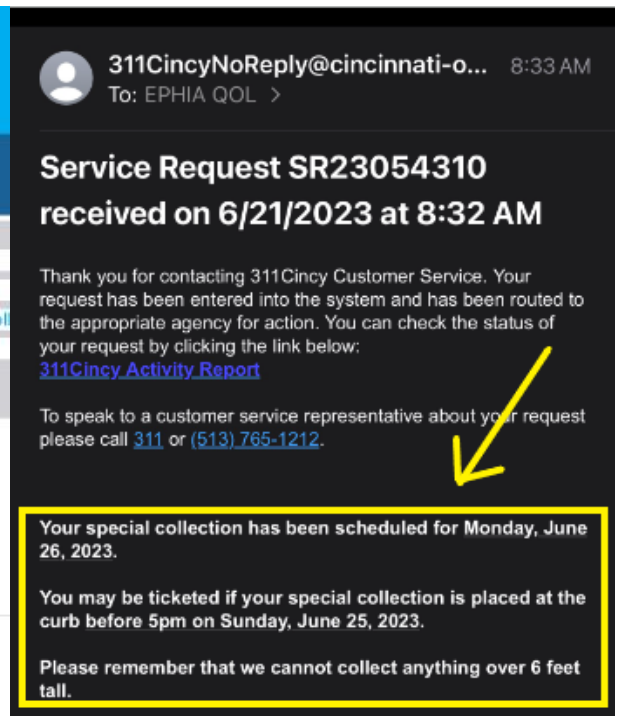 311CincyNoReply@cincinnati-o... 8:33 AM
To: EPHIA QOL >
Service Request SR23054310
received on 6/21/2023 at 8:32 AM
Thank you for contacting 311Cincy Customer Service. Your
request has been entered into the system and has been routed to
the appropriate agency for action. You can check the status of
your request by clicking the link below:
311Cincy Activity Report
To speak to a customer service representative about your request
please call 311 or (513) 765-1212.
Your special collection has been scheduled for Monday, June
26, 2023.
You may be ticketed if your special collection is placed at the
curb before 5pm on Sunday, June 25, 2023.
Please remember that we cannot collect anything over 6 feet
tall.